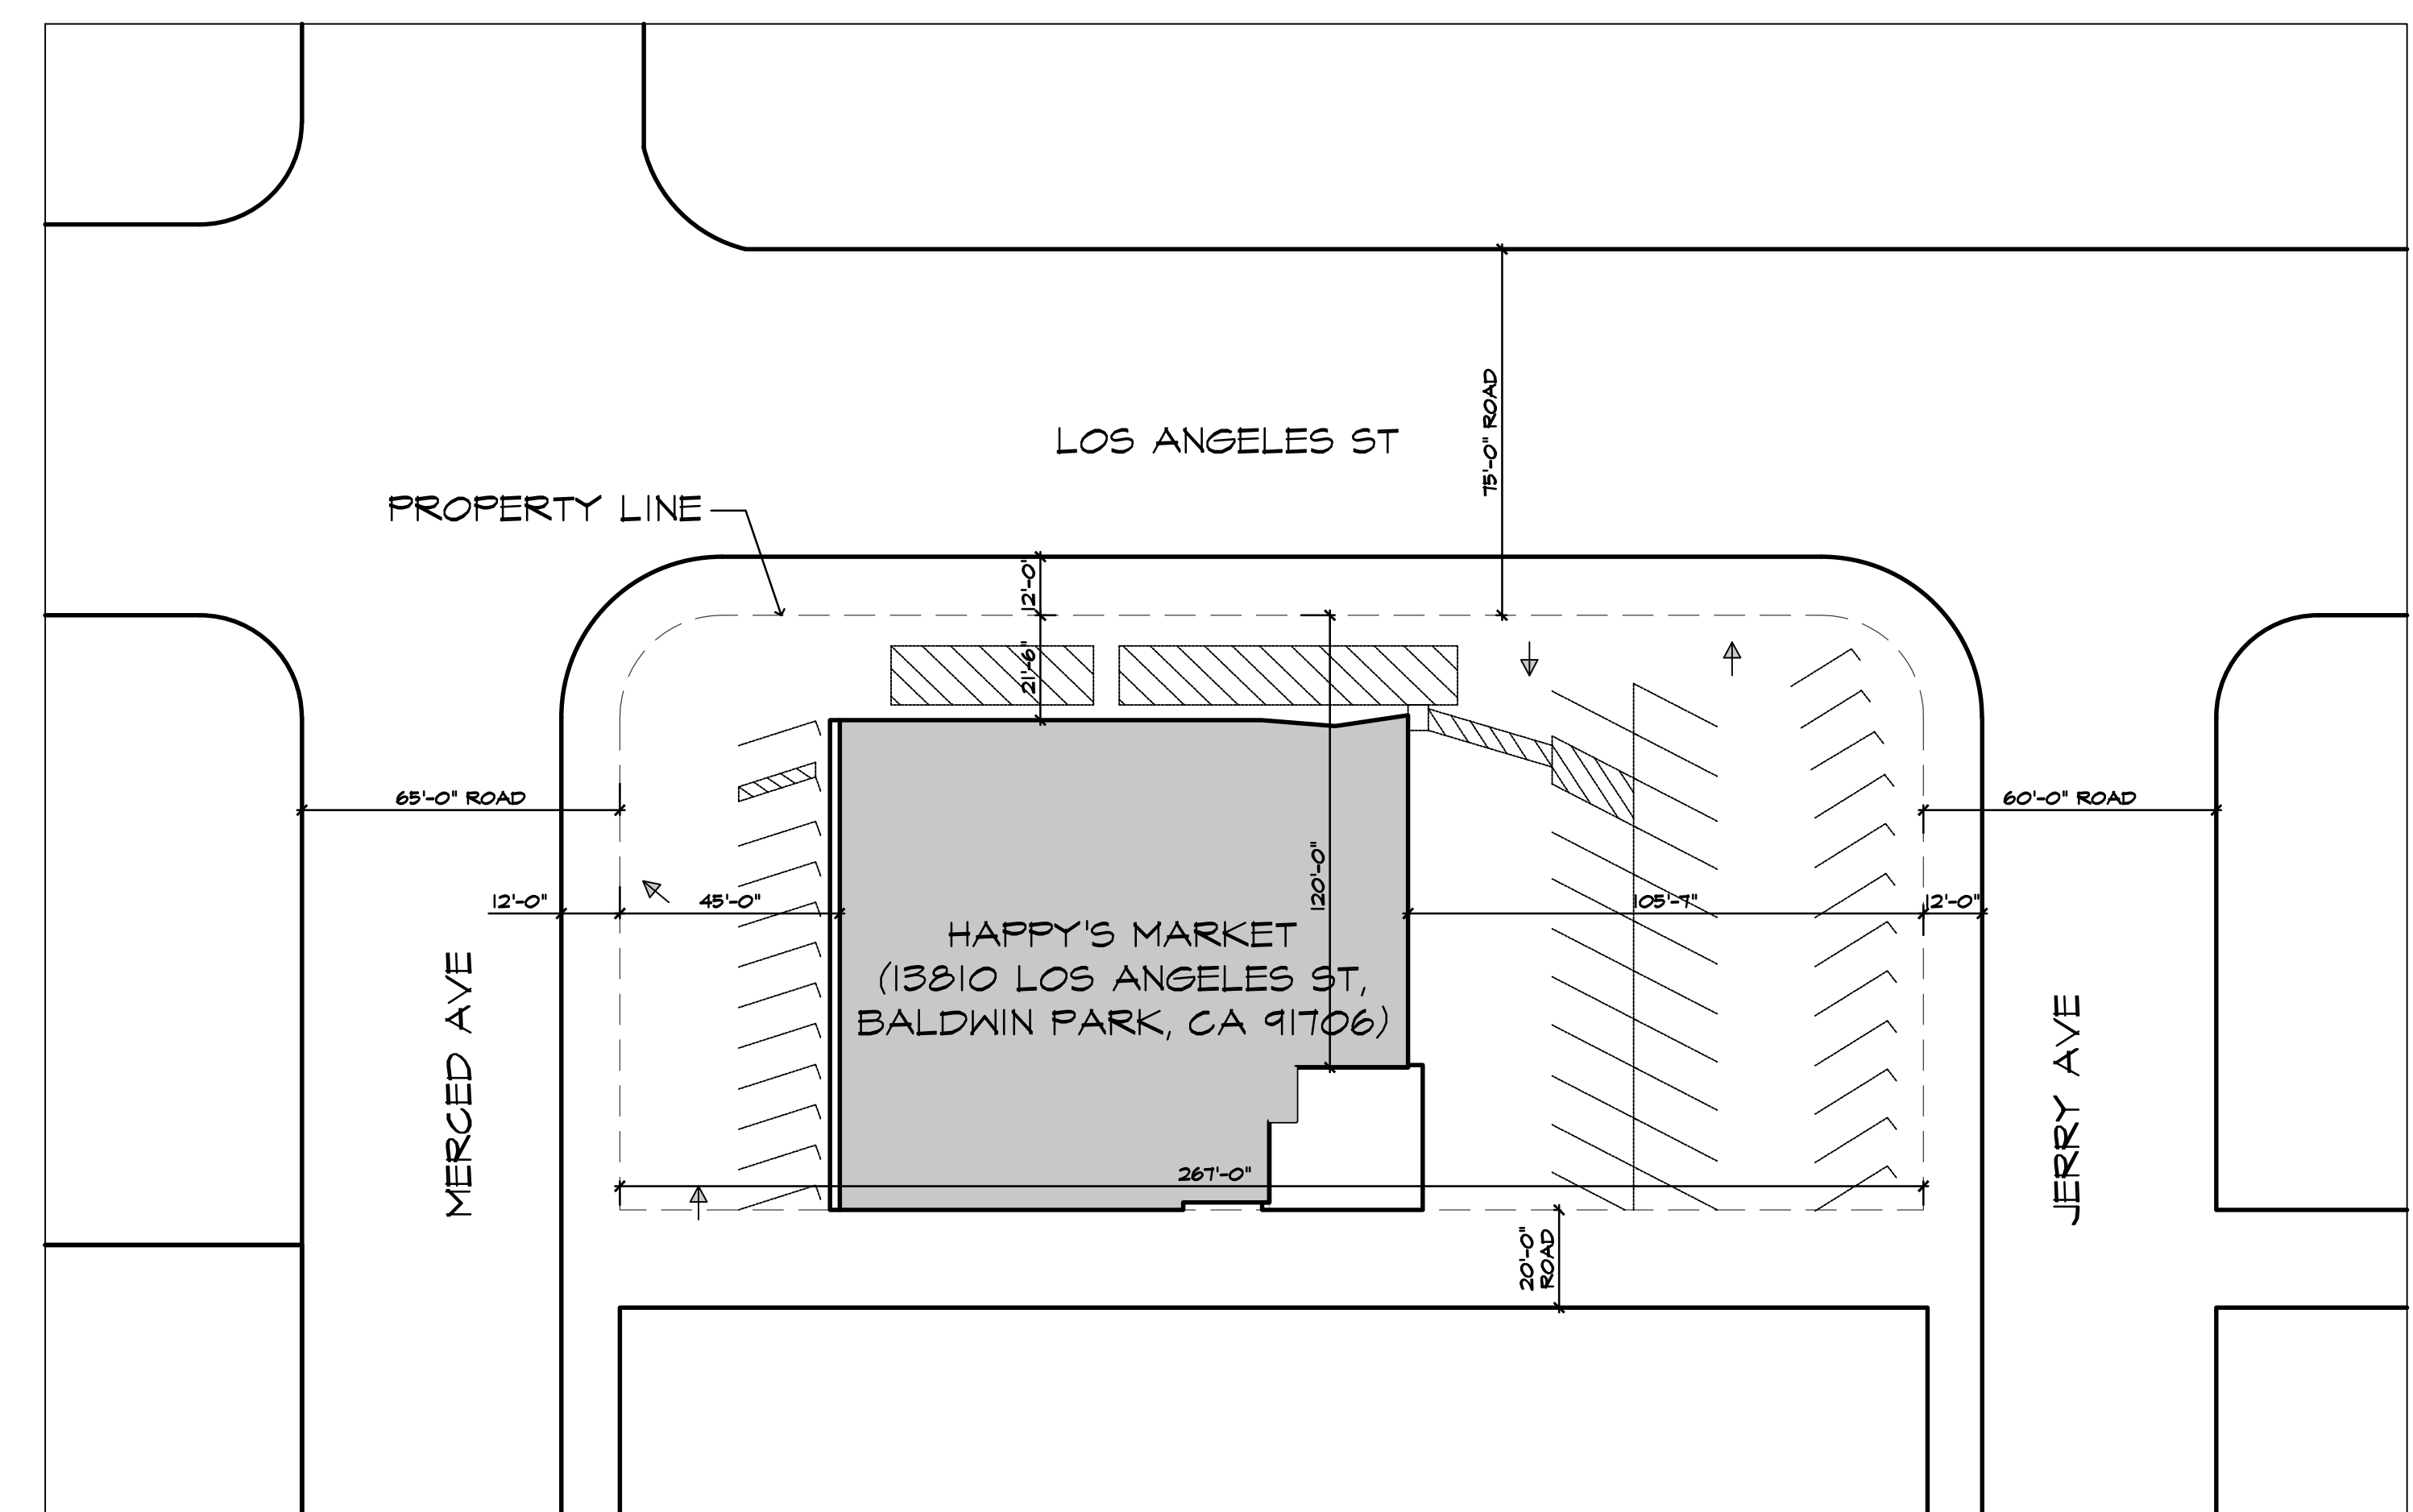 LOS ANGELES ST
75'-0" ROAD
PROPERTY LINE
12'-0"
21'-6"
65'-0" ROAD
60'-0" ROAD
12'-0"
45'-0"
120'-0"
105'-7"
12'-0"
HAPPY'S MARKET
(13810 LOS ANGELES ST,
BALDWIN PARK, CA 91706)
MERCED AVE
JERRY AVE
267'-0"
20'-0"
ROAD